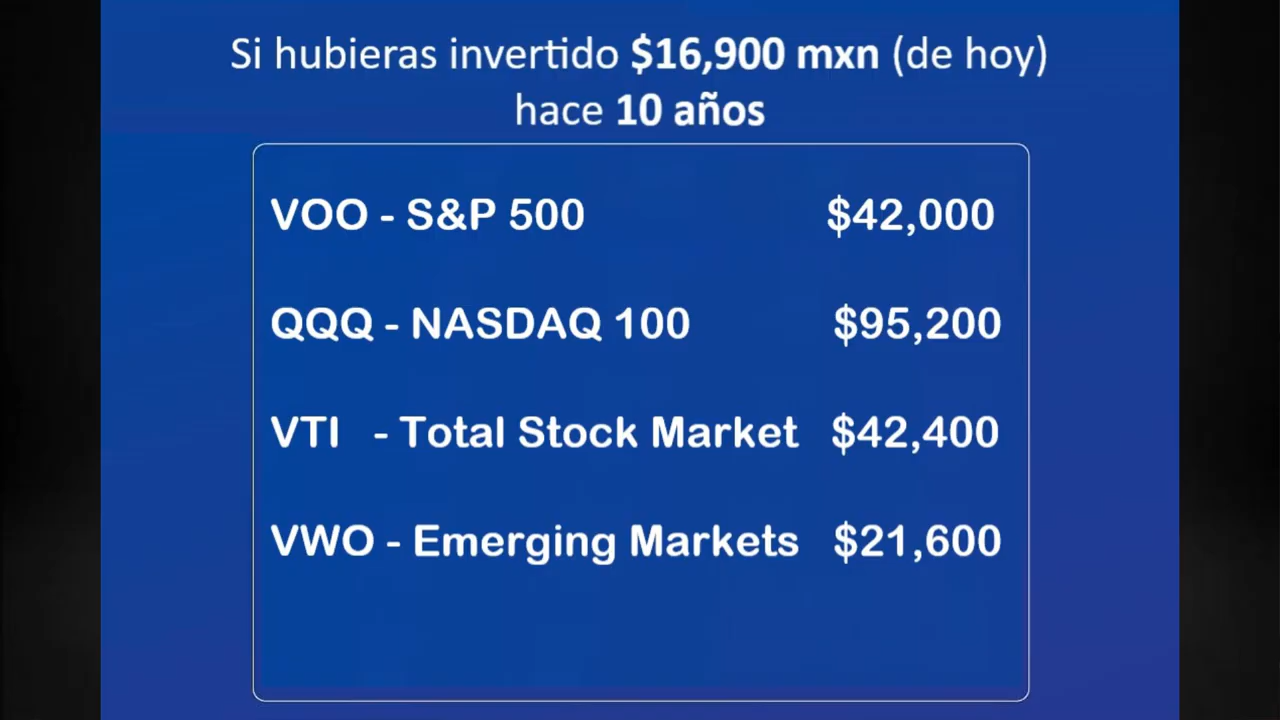 Si hubieras invertido $16,900 mxn (de hoy)
hace 10 años
VOO - S&P 500 $42,000
QQQ - NASDAQ 100 $95,200
VTI - Total Stock Market $42,400
VWO - Emerging Markets $21,600